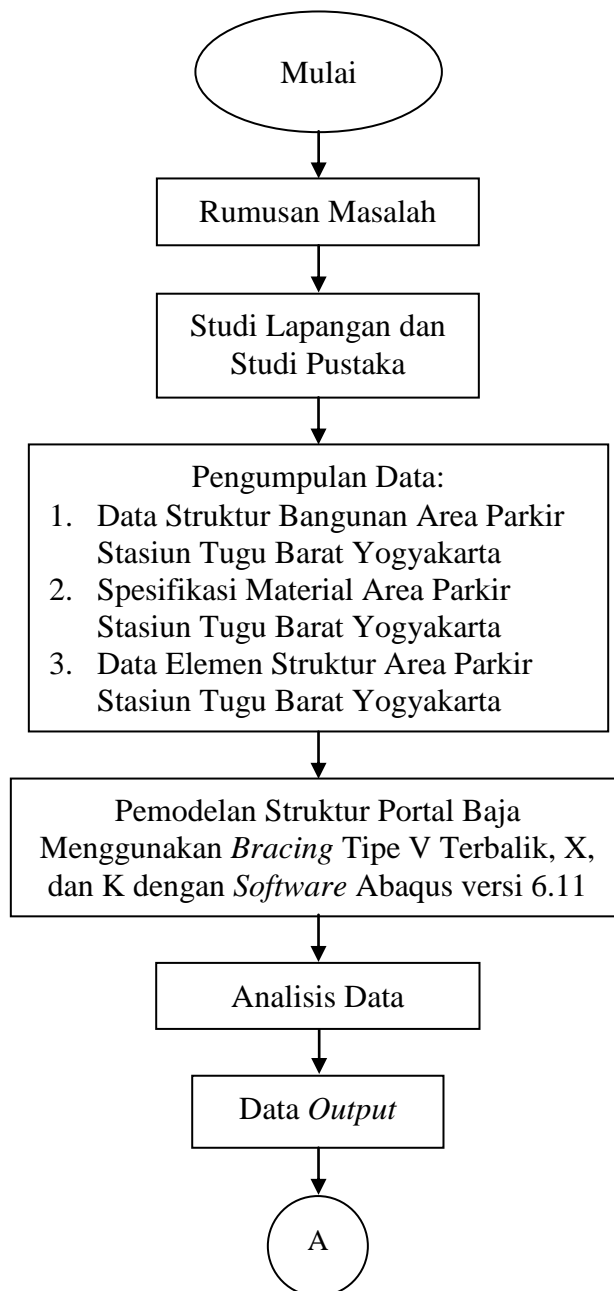 Mulai
Rumusan Masalah
Studi Lapangan dan
Studi Pustaka
Pengumpulan Data:
1. Data Struktur Bangunan Area Parkir
Stasiun Tugu Barat Yogyakarta
2. Spesifikasi Material Area Parkir
Stasiun Tugu Barat Yogyakarta
3. Data Elemen Struktur Area Parkir
Stasiun Tugu Barat Yogyakarta
Pemodelan Struktur Portal Baja
Menggunakan Bracing Tipe V Terbalik, X,
dan K dengan Software Abaqus versi 6.11
Analisis Data
Data Output
A